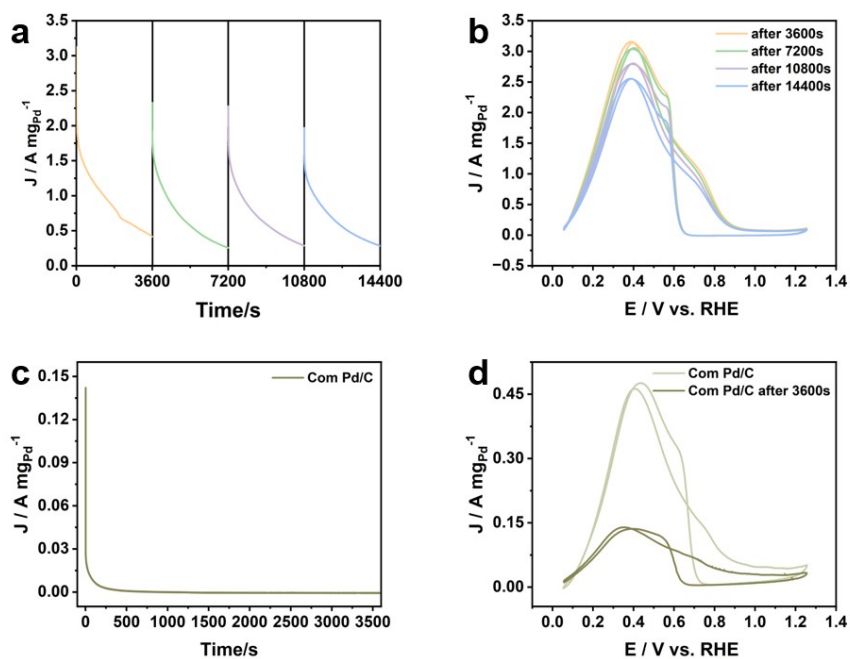 a
3.5
3.0
2.5
2.0
1.5
1.0
0.5
0.0
J / A mgPd⁻¹
0 3600 7200 10800 14400
Time/s
b
3.5
3.0
2.5
2.0
1.5
1.0
0.5
0.0
−0.5
J / A mgPd⁻¹
after 3600s
after 7200s
after 10800s
after 14400s
0.0 0.2 0.4 0.6 0.8 1.0 1.2 1.4
E / V vs. RHE
c
0.15
0.12
0.09
0.06
0.03
0.00
J / A mgPd⁻¹
Com Pd/C
0 500 1000 1500 2000 2500 3000 3500
Time/s
d
0.45
0.30
0.15
0.00
J / A mgPd⁻¹
Com Pd/C
Com Pd/C after 3600s
0.0 0.2 0.4 0.6 0.8 1.0 1.2 1.4
E / V vs. RHE